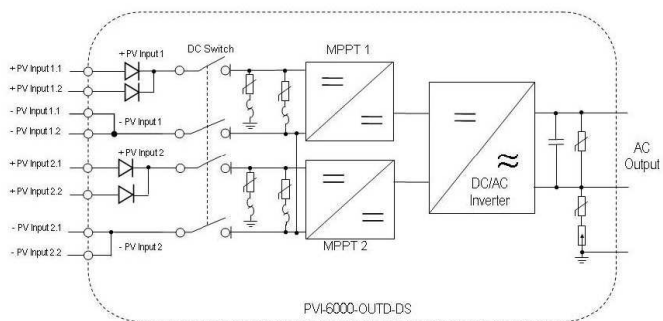 DC Switch
MPPT 1
+ PV Input 1
+ PV Input 1.1
+ PV Input 1.2
- PV Input 1.1
- PV Input 1
- PV Input 1.2
+ PV Input 2
+ PV Input 2.1
+ PV Input 2.2
- PV Input 2.1
- PV Input 2
- PV Input 2.2
MPPT 2
DC/AC
Inverter
AC
Output
PVI-6000-OUTD-DS